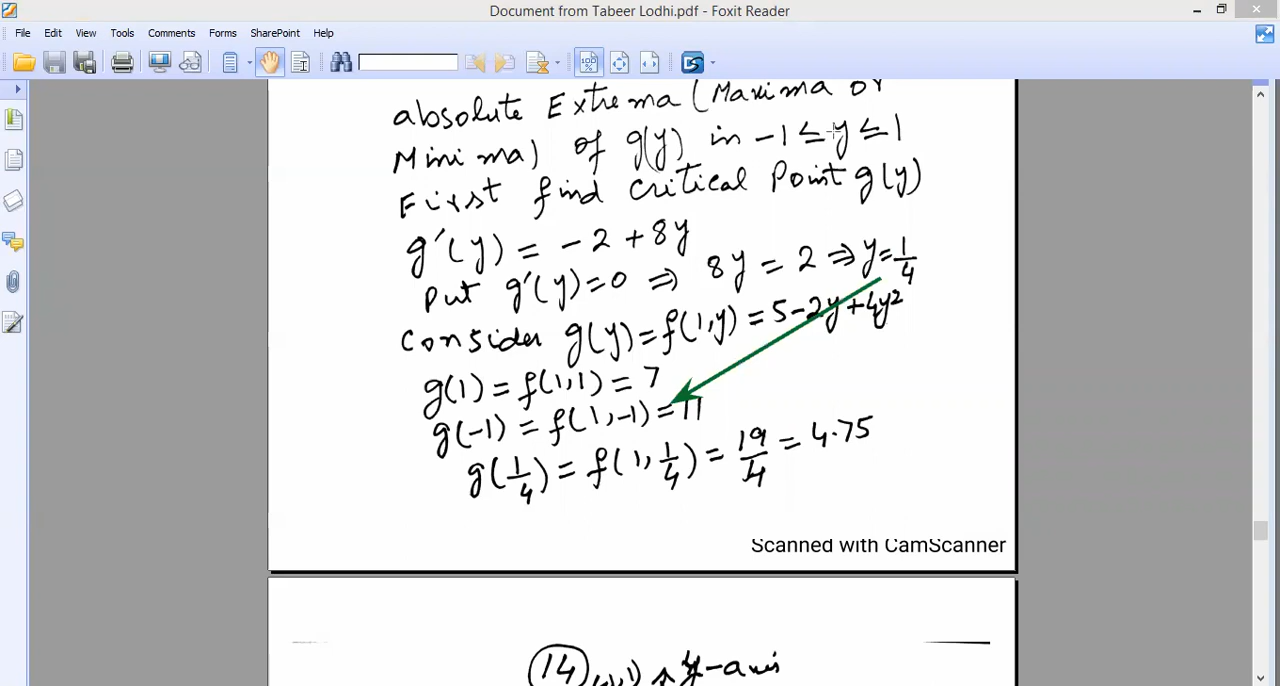 Document from Tabeer Lodhi.pdf - Foxit Reader
File Edit View Tools Comments Forms SharePoint Help
absolute Extrema (Maxima or
Minima) of g(y) in -1 ≤ y ≤ 1
First find critical Point g(y)
g'(y) = -2 + 8y
Put g'(y)=0 ⇒ 8y = 2 ⇒ y = 1/4
Consider g(y) = f(1,y) = 5-2y+4y²
g(1) = f(1,1) = 7
g(-1) = f(1,-1) = 11
g(1/4) = f(1, 1/4) = 19/4 = 4.75
Scanned with CamScanner
14 y-axis